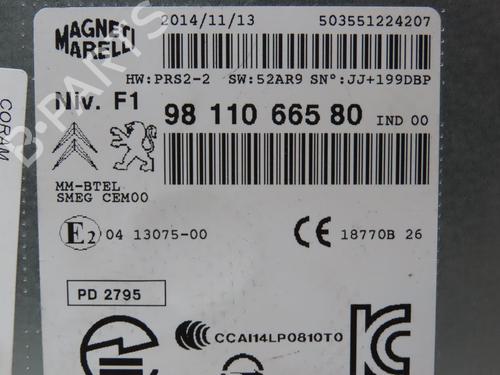 MAGNETI
MARELLI
2014/11/13
503551224207
HW:PRS2-2 SW:52AR9 SN°:JJ+199DBP
Niv. F1
98 110 665 80 IND 00
MM-BTEL
SMEG CEM00
E2 04 13075-00
CE 18770B 26
PD 2795
CCAI14LP0810T0
CORAM
B-PARTS